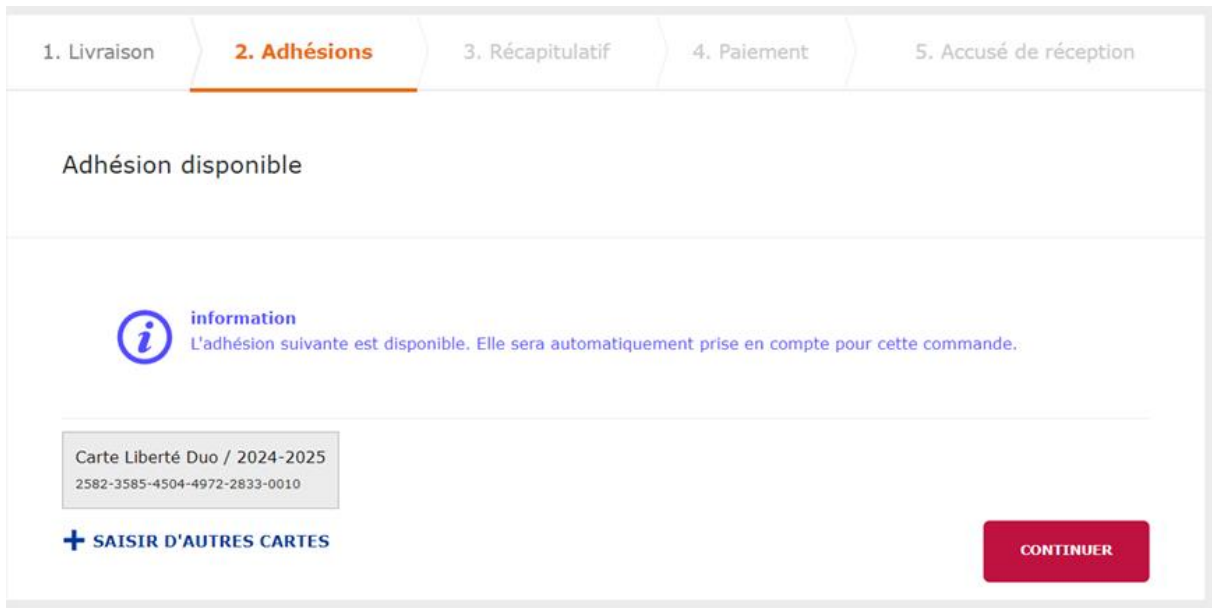 1. Livraison
2. Adhésions
3. Récapitulatif
4. Paiement
5. Accusé de réception
Adhésion disponible
information
L'adhésion suivante est disponible. Elle sera automatiquement prise en compte pour cette commande.
Carte Liberté Duo / 2024-2025
2582-3585-4504-4972-2833-0010
+ SAISIR D'AUTRES CARTES
CONTINUER